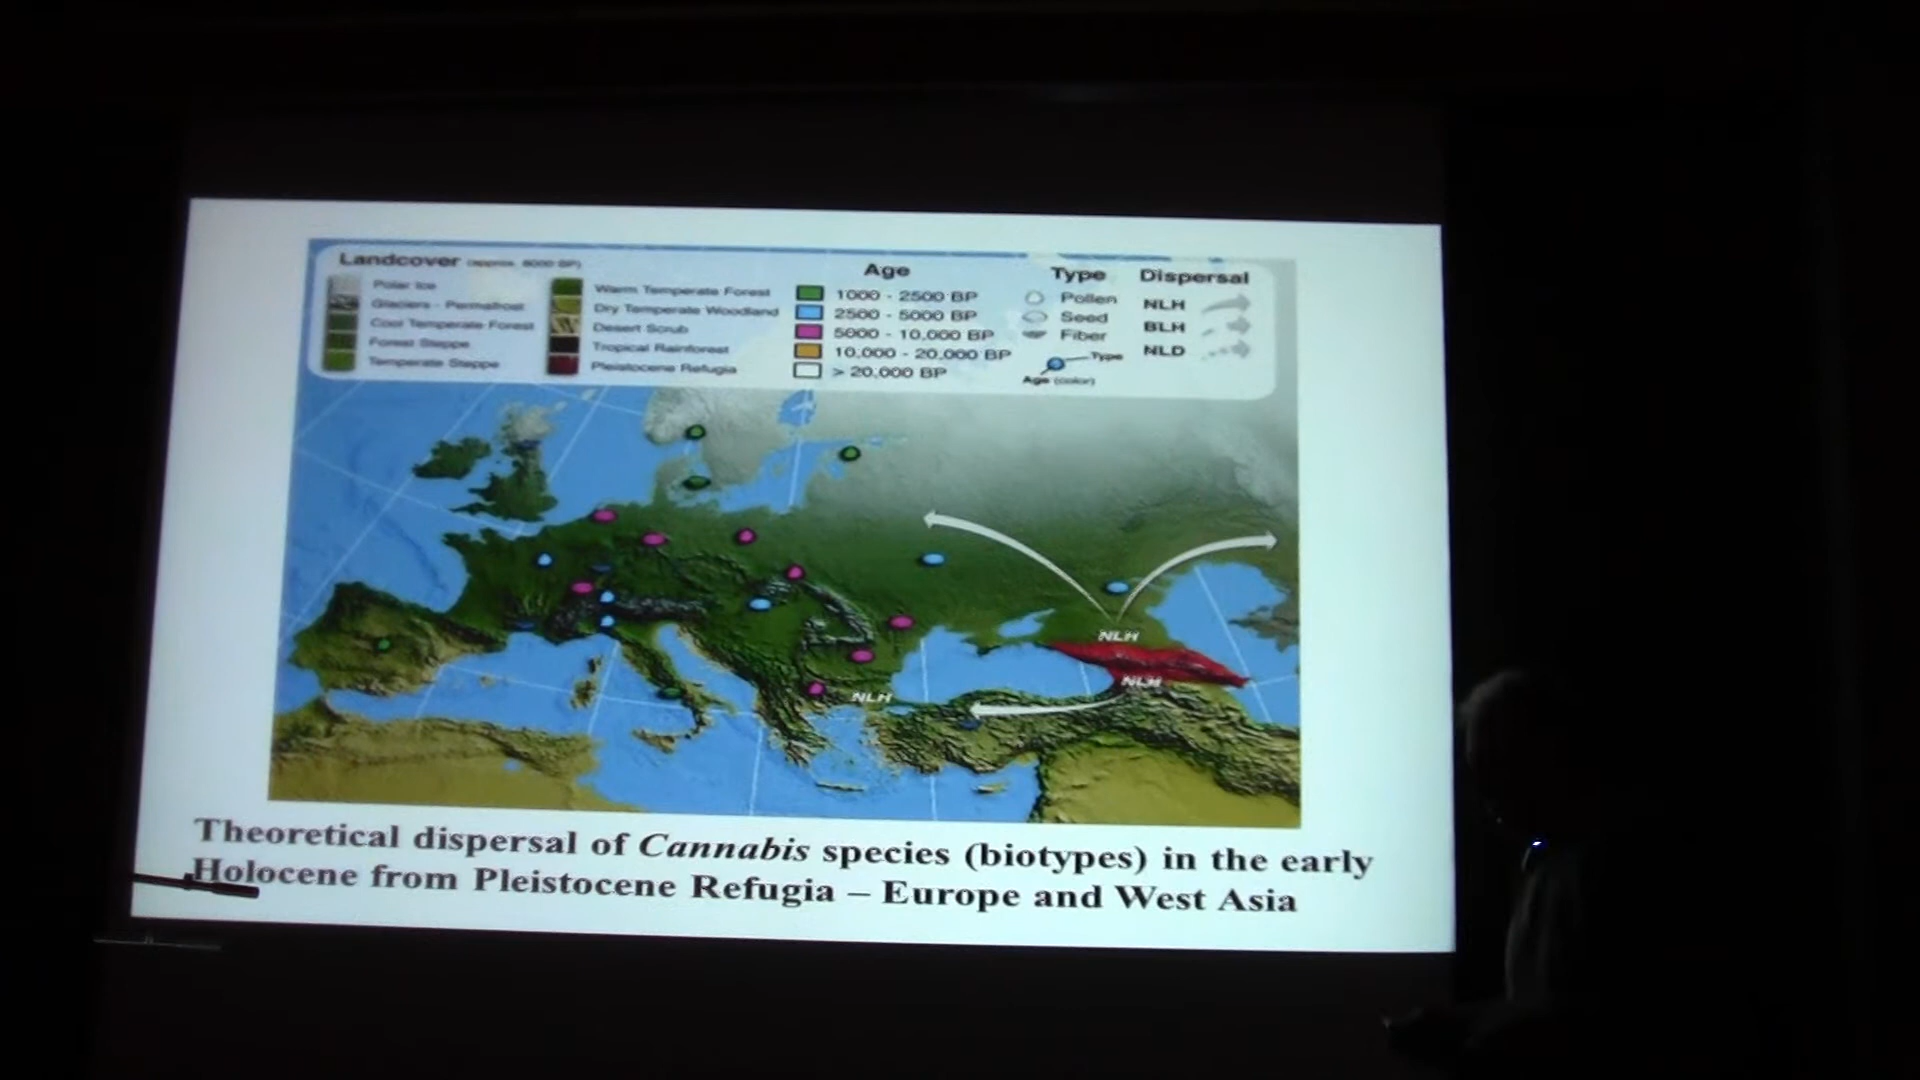 Landcover (approx. 8000 BP)
Polar Ice
Glaciers - Permafrost
Cool Temperate Forest
Forest Steppe
Temperate Steppe
Warm Temperate Forest
Dry Temperate Woodland
Desert Scrub
Tropical Rainforest
Pleistocene Refugia
Age
1000 - 2500 BP
2500 - 5000 BP
5000 - 10,000 BP
10,000 - 20,000 BP
> 20,000 BP
Type
Pollen
Seed
Fiber
Type
Age (color)
Dispersal
NLH
BLH
NLD
NLH
NLH
NLH
Theoretical dispersal of Cannabis species (biotypes) in the early
Holocene from Pleistocene Refugia – Europe and West Asia